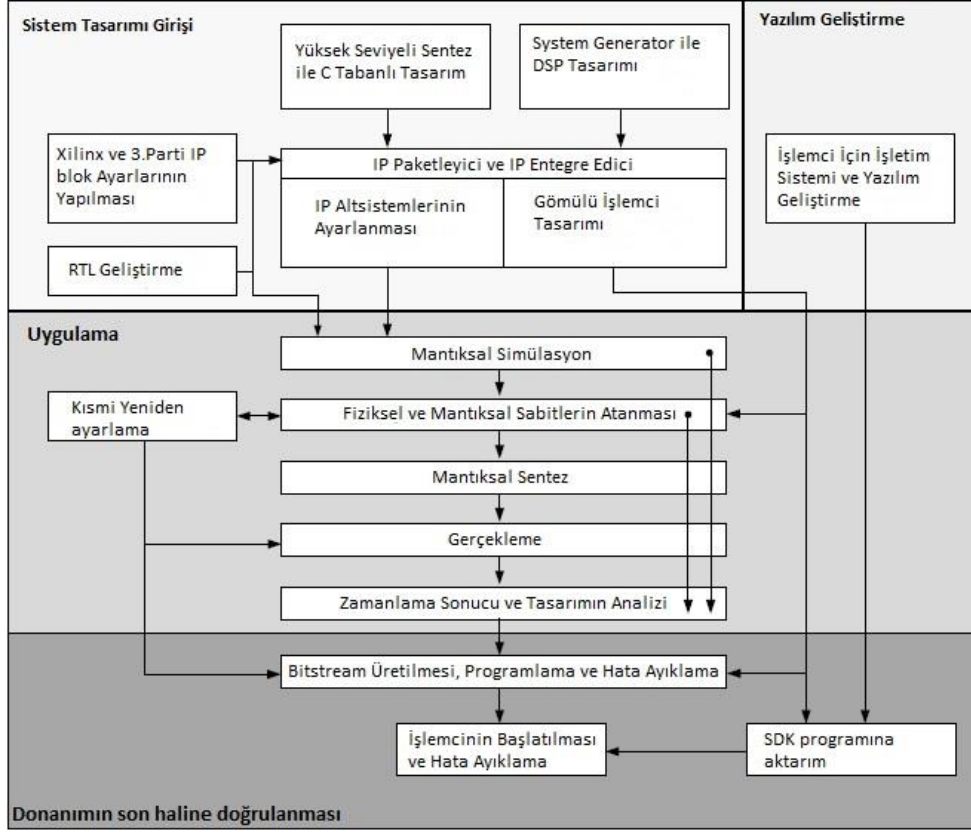 Sistem Tasarımı Girişi
Yazılım Geliştirme
Yüksek Seviyeli Sentez
ile C Tabanlı Tasarım
System Generator ile
DSP Tasarımı
Xilinx ve 3.Parti IP
blok Ayarlarının
Yapılması
IP Paketleyici ve IP Entegre Edici
İşlemci İçin İşletim
Sistemi ve Yazılım
Geliştirme
IP Altsistemlerinin
Ayarlanması
Gömülü İşlemci
Tasarımı
RTL Geliştirme
Uygulama
Mantıksal Simülasyon
Kısmi Yeniden
ayarlama
Fiziksel ve Mantıksal Sabitlerin Atanması
Mantıksal Sentez
Gerçekleme
Zamanlama Sonucu ve Tasarımın Analizi
Bitstream Üretilmesi, Programlama ve Hata Ayıklama
İşlemcinin Başlatılması
ve Hata Ayıklama
SDK programına
aktarım
Donanımın son haline doğrulanması